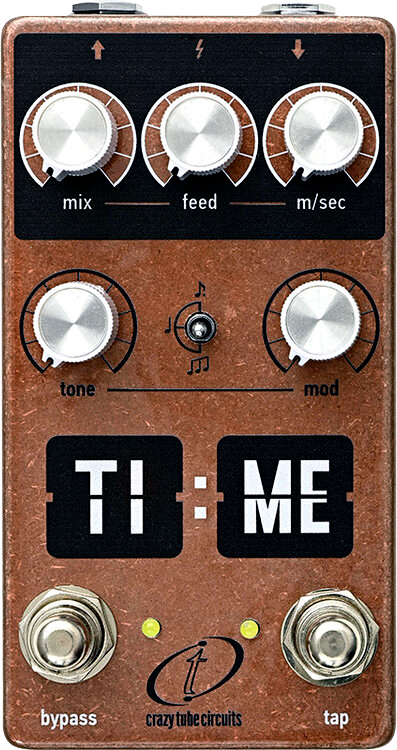 mix feed m/sec
tone mod
TI:ME
t
crazy tube circuits
bypass tap